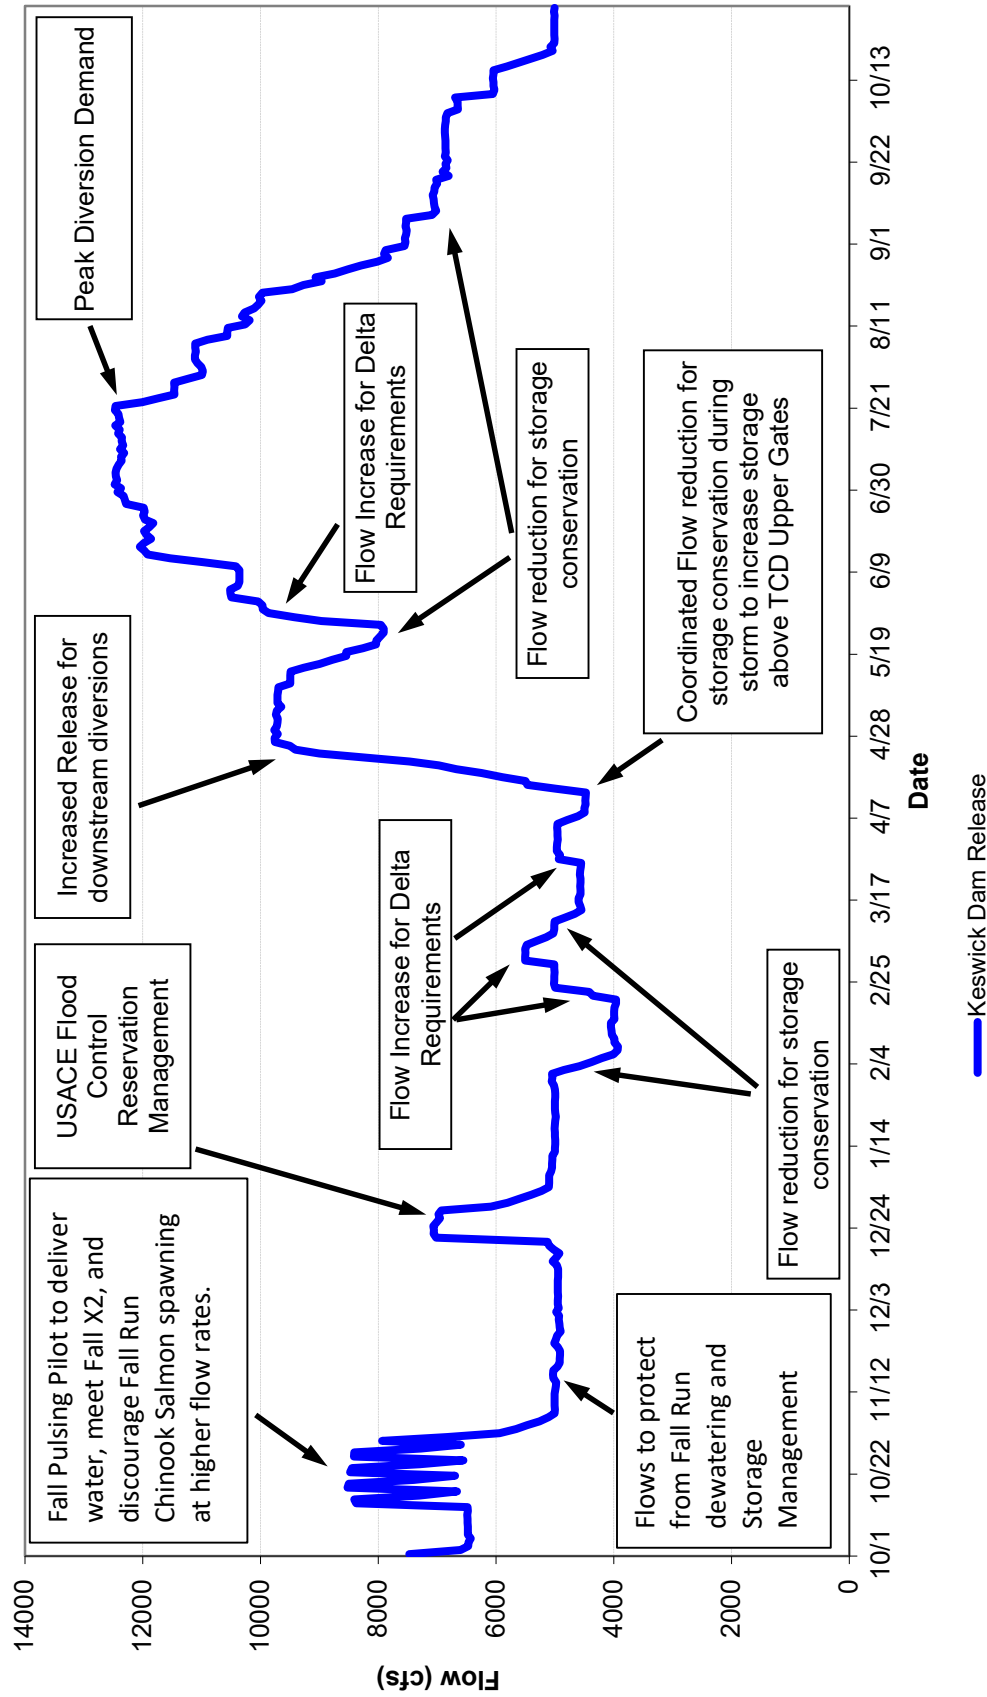 14000
12000
10000
8000
6000
4000
2000
0
Flow (cfs)
Fall Pulsing Pilot to deliver
water, meet Fall X2, and
discourage Fall Run
Chinook Salmon spawning
at higher flow rates.
USACE Flood
Control
Reservation
Management
Increased Release for
downstream diversions
Peak Diversion Demand
Flow Increase for Delta
Requirements
Flow Increase for Delta
Requirements
Flow reduction for storage
conservation
Flows to protect
from Fall Run
dewatering and
Storage
Management
Flow reduction for storage
conservation
Coordinated Flow reduction for
storage conservation during
storm to increase storage
above TCD Upper Gates
10/1
10/22
11/12
12/3
12/24
1/14
2/4
2/25
3/17
4/7
4/28
5/19
6/9
6/30
7/21
8/11
9/1
9/22
10/13
Date
Keswick Dam Release